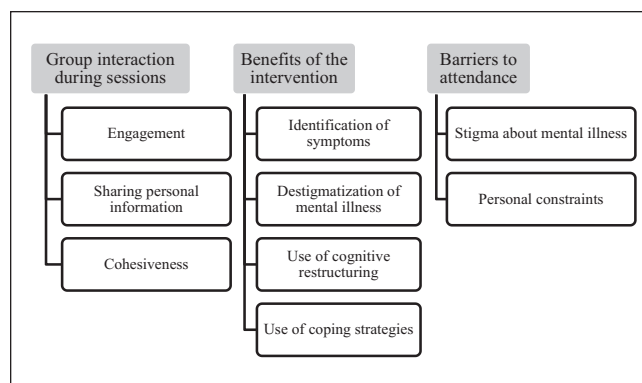 Group interaction
during sessions
Engagement
Sharing personal
information
Cohesiveness
Benefits of the
intervention
Identification of
symptoms
Destigmatization of
mental illness
Use of cognitive
restructuring
Use of coping strategies
Barriers to
attendance
Stigma about mental illness
Personal constraints